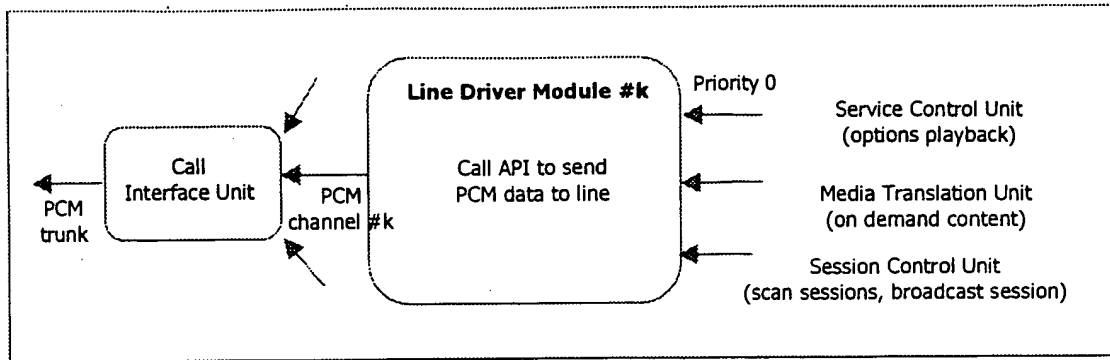 Line Driver Module #k
Priority 0
Service Control Unit
(options playback)
Call
Interface Unit
Call API to send
PCM data to line
PCM
trunk
PCM
channel #k
Media Translation Unit
(on demand content)
Session Control Unit
(scan sessions, broadcast session)